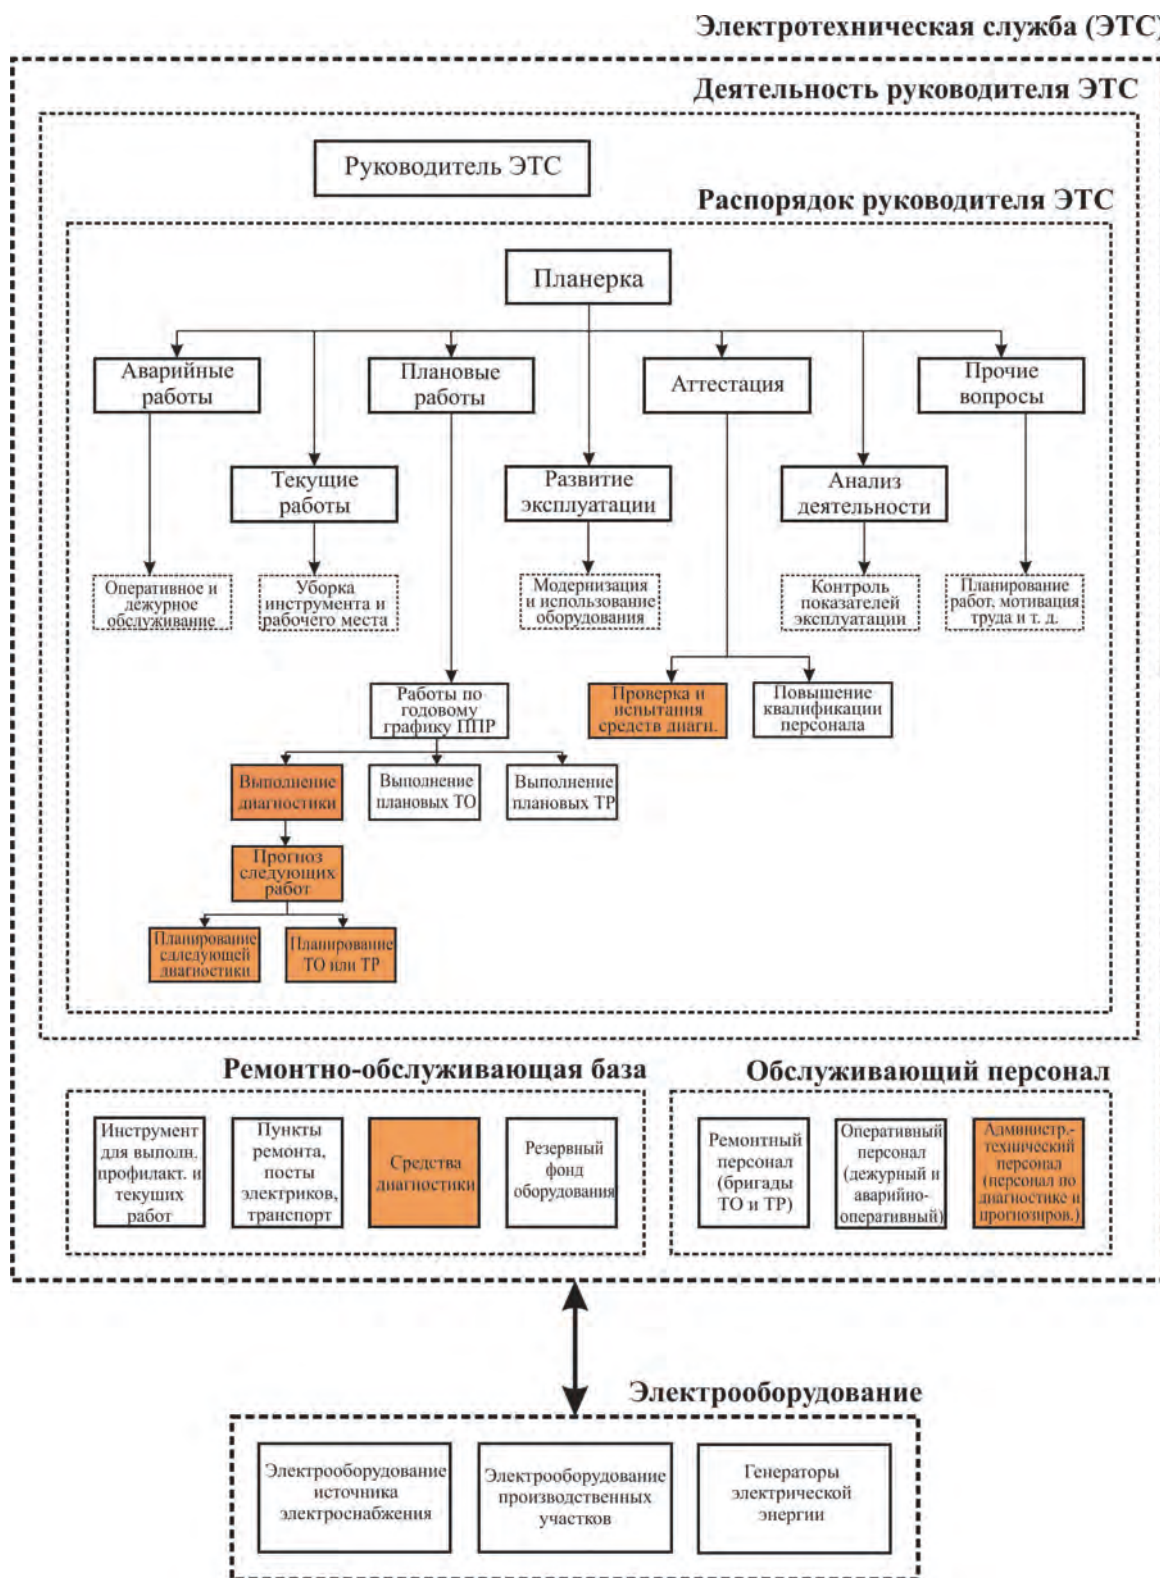 Электротехническая служба (ЭТС)
Деятельность руководителя ЭТС
Руководитель ЭТС
Распорядок руководителя ЭТС
Планерка
Аварийные
работы
Плановые
работы
Аттестация
Прочие
вопросы
Текущие
работы
Развитие
эксплуатации
Анализ
деятельности
Оперативное и
дежурное
обслуживание
Уборка
инструмента и
рабочего места
Модернизация
и использование
оборудования
Контроль
показателей
эксплуатации
Планирование
работ, мотивация
труда и т. д.
Работы по
годовому
графику ППР
Проверка и
испытания
средств диагн.
Повышение
квалификации
персонала
Выполнение
диагностики
Выполнение
плановых ТО
Выполнение
плановых ТР
Прогноз
следующих
работ
Планирование
сдледующей
диагностики
Планирование
ТО или ТР
Ремонтно-обслуживающая база
Инструмент
для выполн.
профилакт. и
текуших
работ
Пункты
ремонта,
посты
электриков,
транспорт
Средства
диагностики
Резервный
фонд
оборудования
Обслуживающий персонал
Ремонтный
персонал
(бригады
ТО и ТР)
Оперативный
персонал
(дежурный и
аварийно-
оперативный)
Администр.-
технический
персонал
(персонал по
диагностике и
прогнозиров.)
Электрооборудование
Электрооборудование
источника
электроснабжения
Электрооборудование
производственных
участков
Генераторы
электрической
энергии